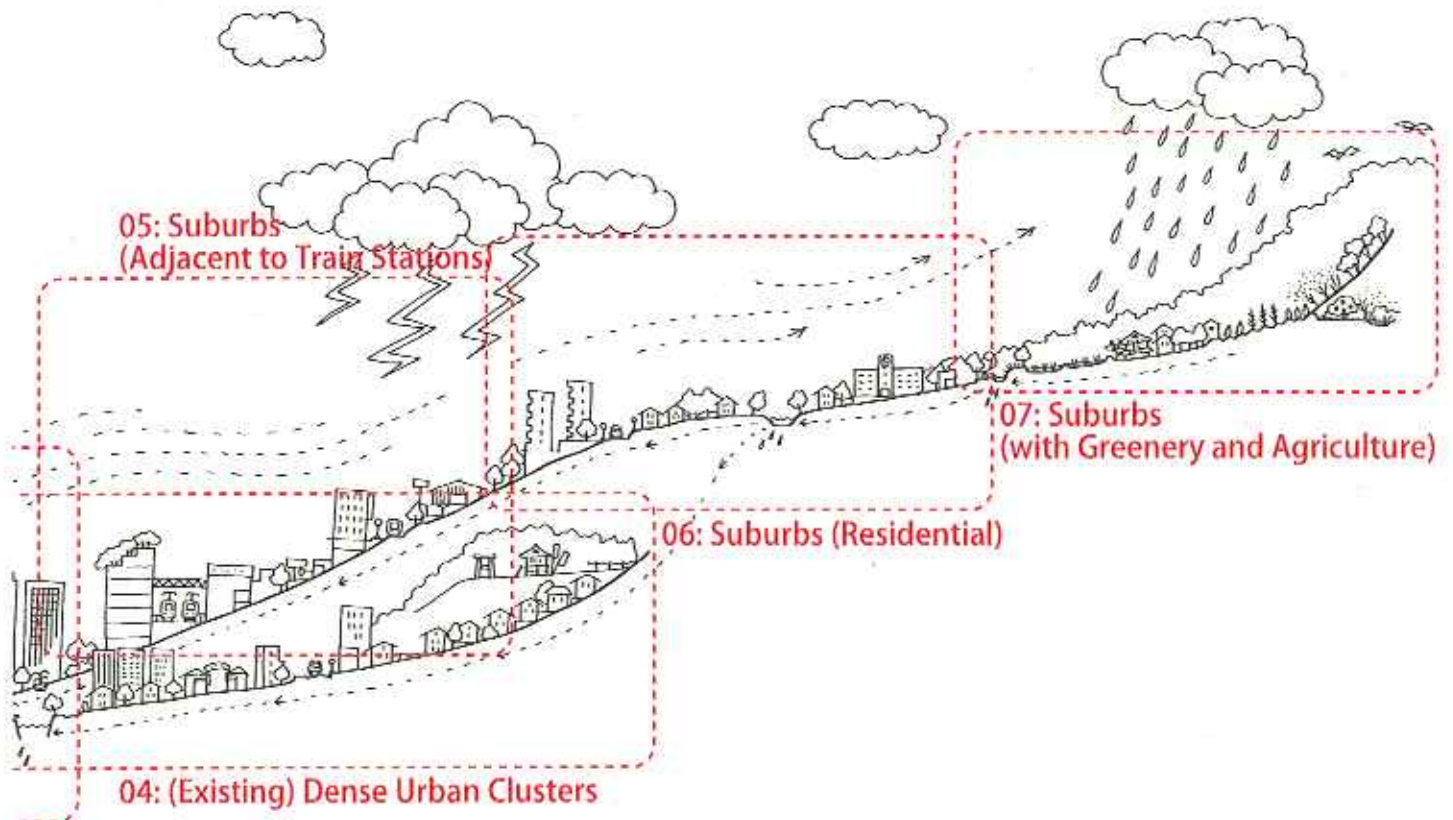 05: Suburbs
(Adjacent to Train Stations)
07: Suburbs
(with Greenery and Agriculture)
06: Suburbs (Residential)
04: (Existing) Dense Urban Clusters